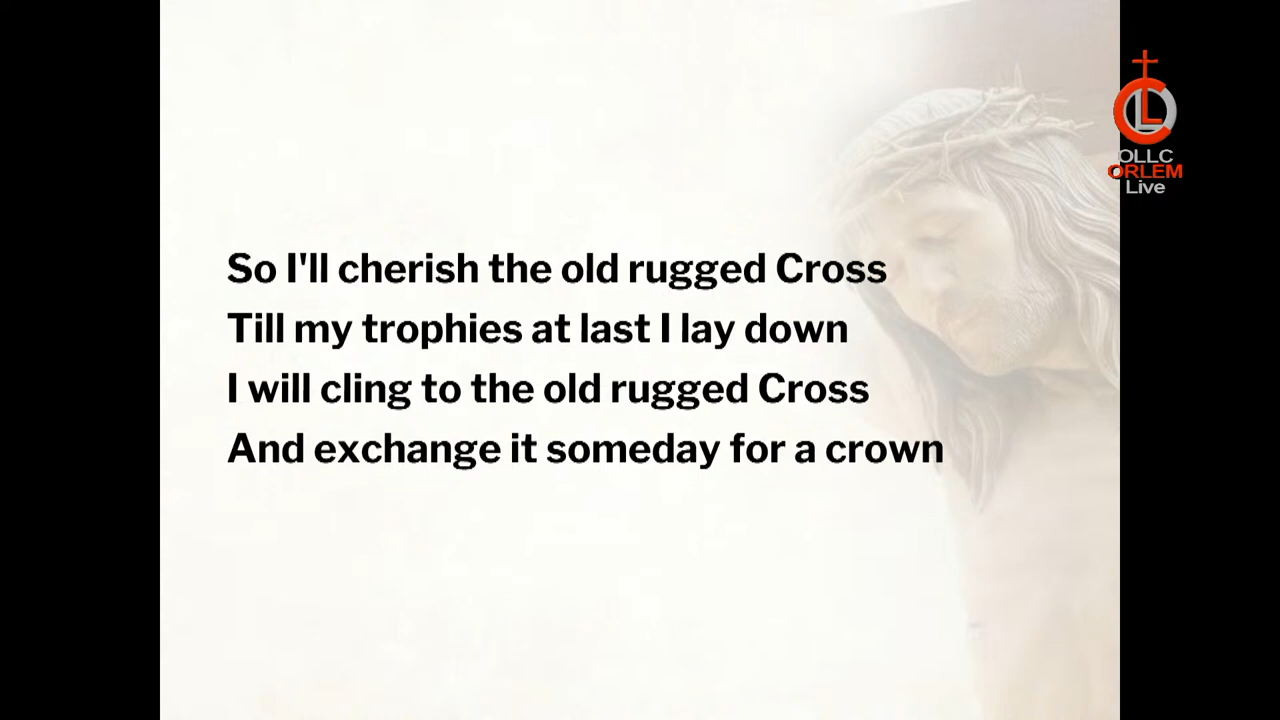 So I'll cherish the old rugged Cross
Till my trophies at last I lay down
I will cling to the old rugged Cross
And exchange it someday for a crown
OLLC
ORLEM
Live